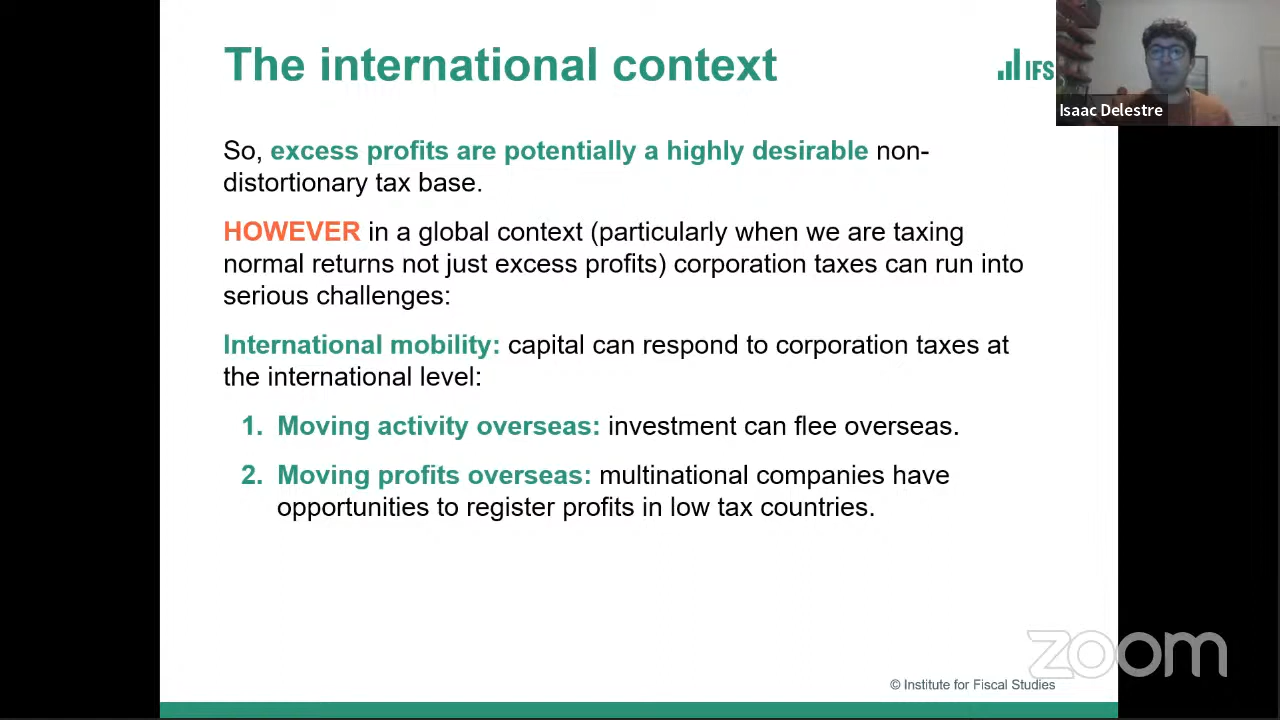 The international context
IFS
Isaac Delestre
So, excess profits are potentially a highly desirable non-
distortionary tax base.
HOWEVER in a global context (particularly when we are taxing
normal returns not just excess profits) corporation taxes can run into
serious challenges:
International mobility: capital can respond to corporation taxes at
the international level:
1. Moving activity overseas: investment can flee overseas.
2. Moving profits overseas: multinational companies have
opportunities to register profits in low tax countries.
zoom
© Institute for Fiscal Studies